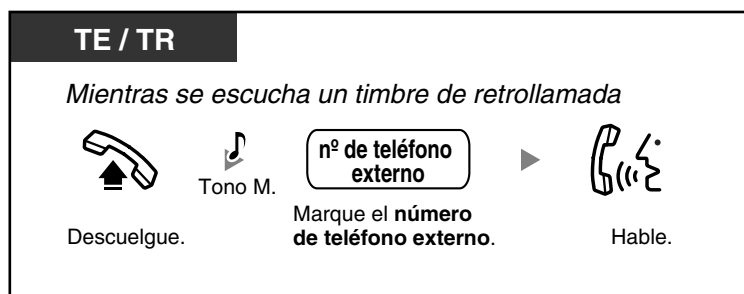 TE / TR
Mientras se escucha un timbre de retrollamada
nº de teléfono
externo
Tono M.
Descuelgue.
Marque el número
de teléfono externo.
Hable.